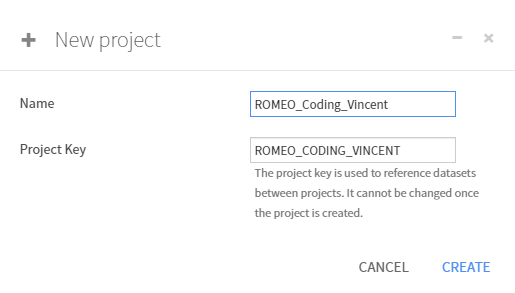 New project
Name
ROMEO_Coding_Vincent
Project Key
ROMEO_CODING_VINCENT
The project key is used to reference datasets
between projects. It cannot be changed once
the project is created.
CANCEL
CREATE